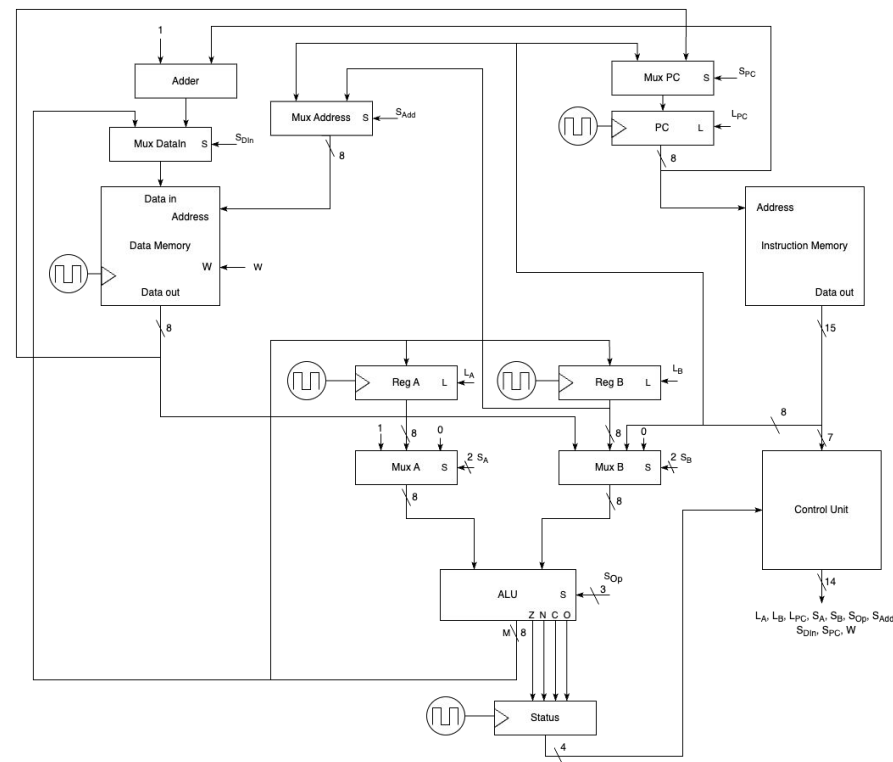 1
Adder
Mux PC S
S_PC
Mux Address S
S_Add
PC L
L_PC
Mux DataIn S
S_DIn
8
8
Data in
Address
Data Memory
W
W
Data out
Address
Instruction Memory
Data out
8
15
Reg A L
L_A
Reg B L
L_B
8
1
8
0
8
0
7
Mux A S
2 S_A
Mux B S
2 S_B
8
8
Control Unit
ALU S
S_Op
3
Z N C O
M 8
14
L_A, L_B, L_PC, S_A, S_B, S_Op, S_Add
S_DIn, S_PC, W
Status
4